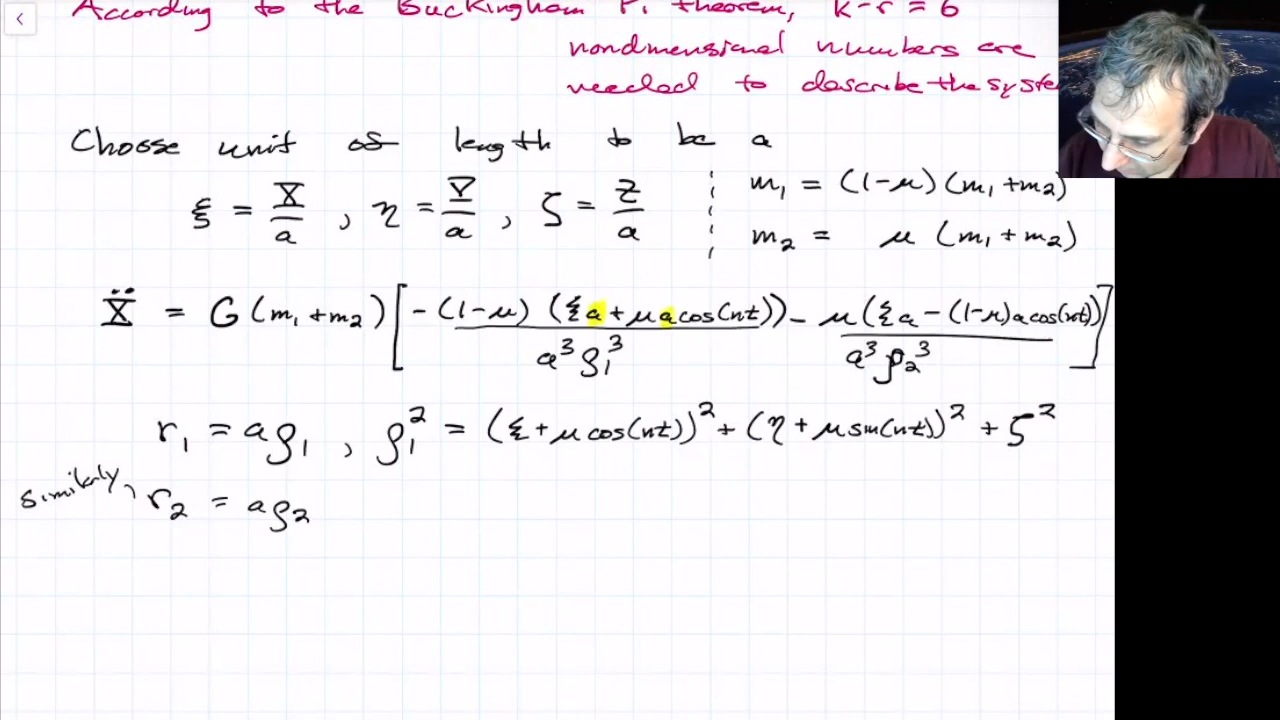 According to the Buckingham Pi theorem, k-r = 6
nondimensional numbers are
needed to describe the system
Choose unit of length to be a
ξ = X/a , η = Y/a , ζ = Z/a
m₁ = (1-μ)(m₁+m₂)
m₂ = μ (m₁+m₂)
Ẍ = G(m₁+m₂)[-(1-μ)(ξa+μa cos(nt))/(a³ρ₁³) - μ(ξa-(1-μ)a cos(nt))/(a³ρ₂³)]
r₁ = aρ₁ , ρ₁² = (ξ+μcos(nt))² + (η+μsin(nt))² + ζ²
similarly, r₂ = aρ₂